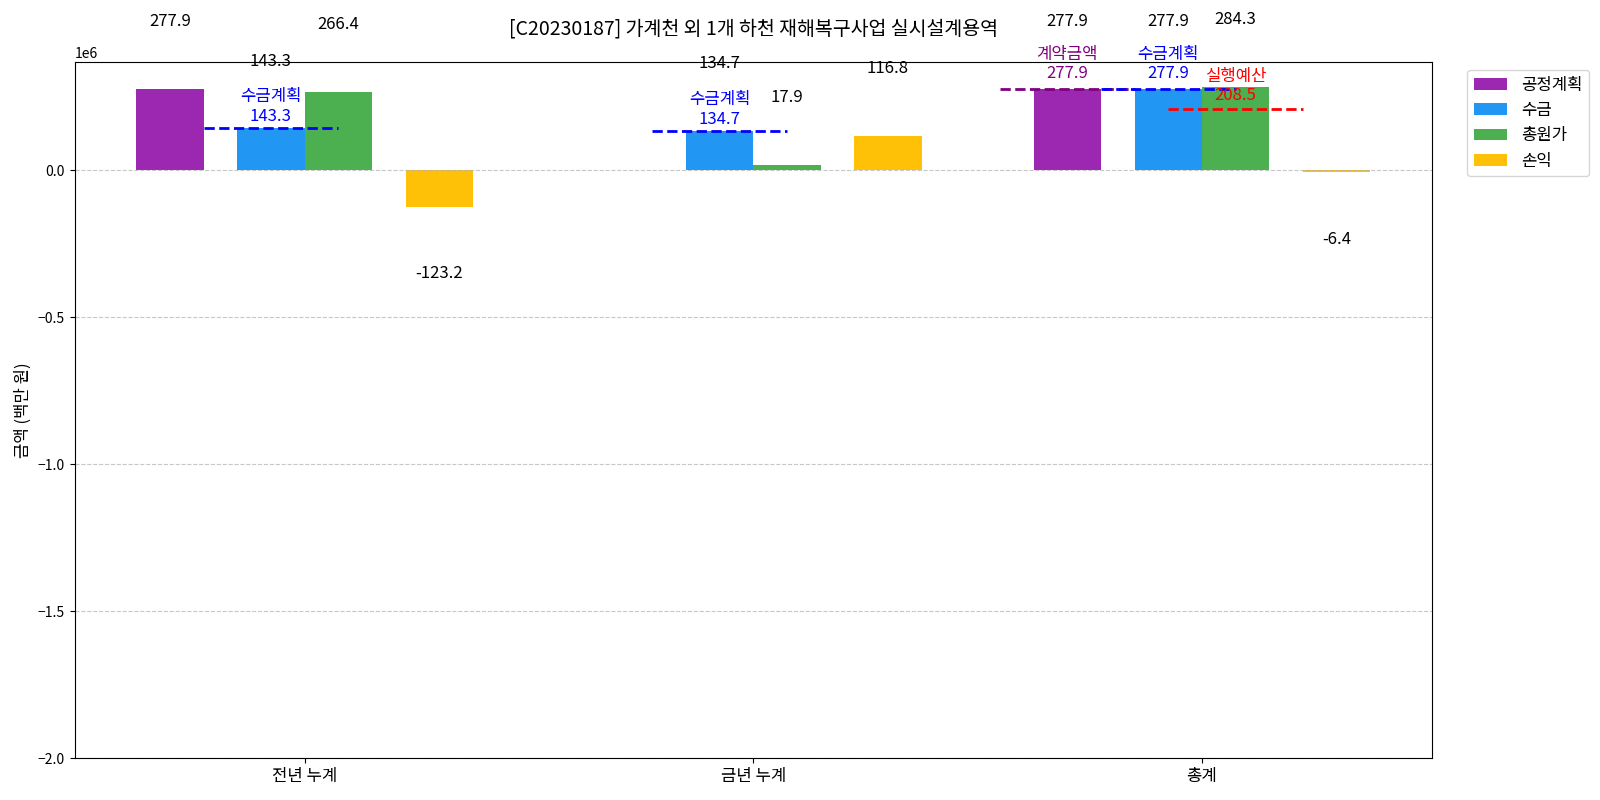 [C20230187] 가계천 외 1개 하천 재해복구사업 실시설계용역
1e6
277.9
143.3
266.4
수금계획
143.3
-123.2
134.7
수금계획
134.7
17.9
116.8
277.9
계약금액
277.9
277.9
수금계획
277.9
284.3
실행예산
208.5
-6.4
공정계획
수금
총원가
손익
금액 (백만 원)
0.0
−0.5
−1.0
−1.5
−2.0
전년 누계
금년 누계
총계